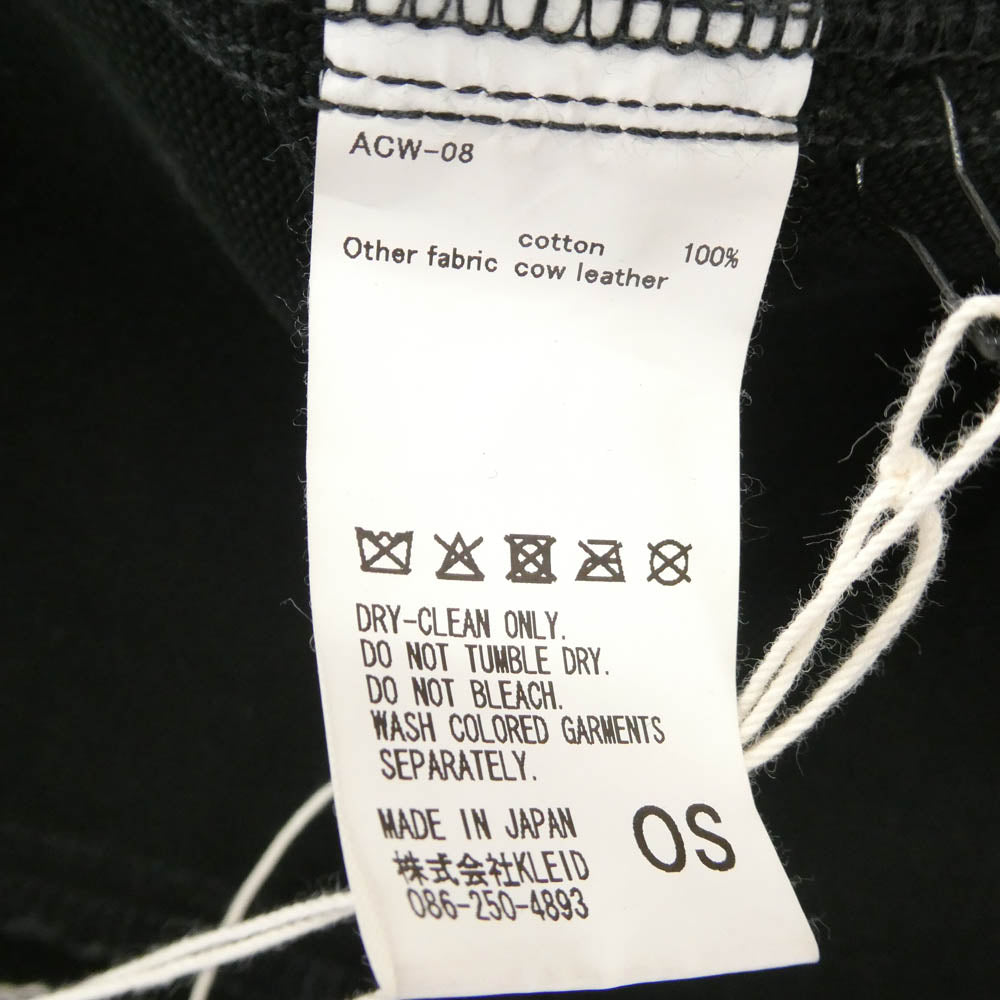 ACW-08
cotton 100%
Other fabric cow leather
DRY-CLEAN ONLY.
DO NOT TUMBLE DRY.
DO NOT BLEACH.
WASH COLORED GARMENTS
SEPARATELY.
MADE IN JAPAN
株式会社KLEID
086-250-4893
OS